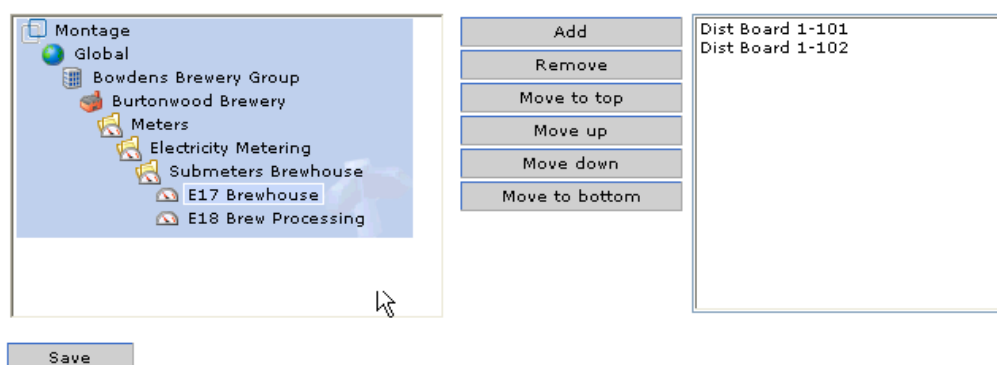 Montage
Global
Bowdens Brewery Group
Burtonwood Brewery
Meters
Electricity Metering
Submeters Brewhouse
E17 Brewhouse
E18 Brew Processing
Add
Remove
Move to top
Move up
Move down
Move to bottom
Dist Board 1-101
Dist Board 1-102
Save